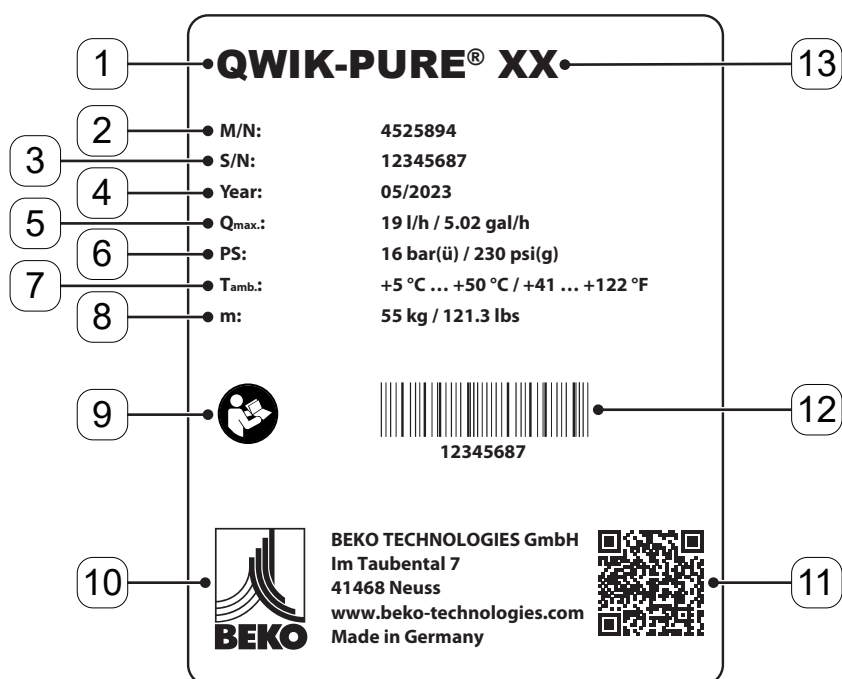 1 QWIK-PURE® XX 13
2 M/N: 4525894
3 S/N: 12345687
4 Year: 05/2023
5 Qmax.: 19 l/h / 5.02 gal/h
6 PS: 16 bar(ü) / 230 psi(g)
7 Tamb.: +5 °C … +50 °C / +41 … +122 °F
8 m: 55 kg / 121.3 lbs
9 12
12345687
BEKO TECHNOLOGIES GmbH
Im Taubental 7
10 41468 Neuss 11
www.beko-technologies.com
BEKO Made in Germany